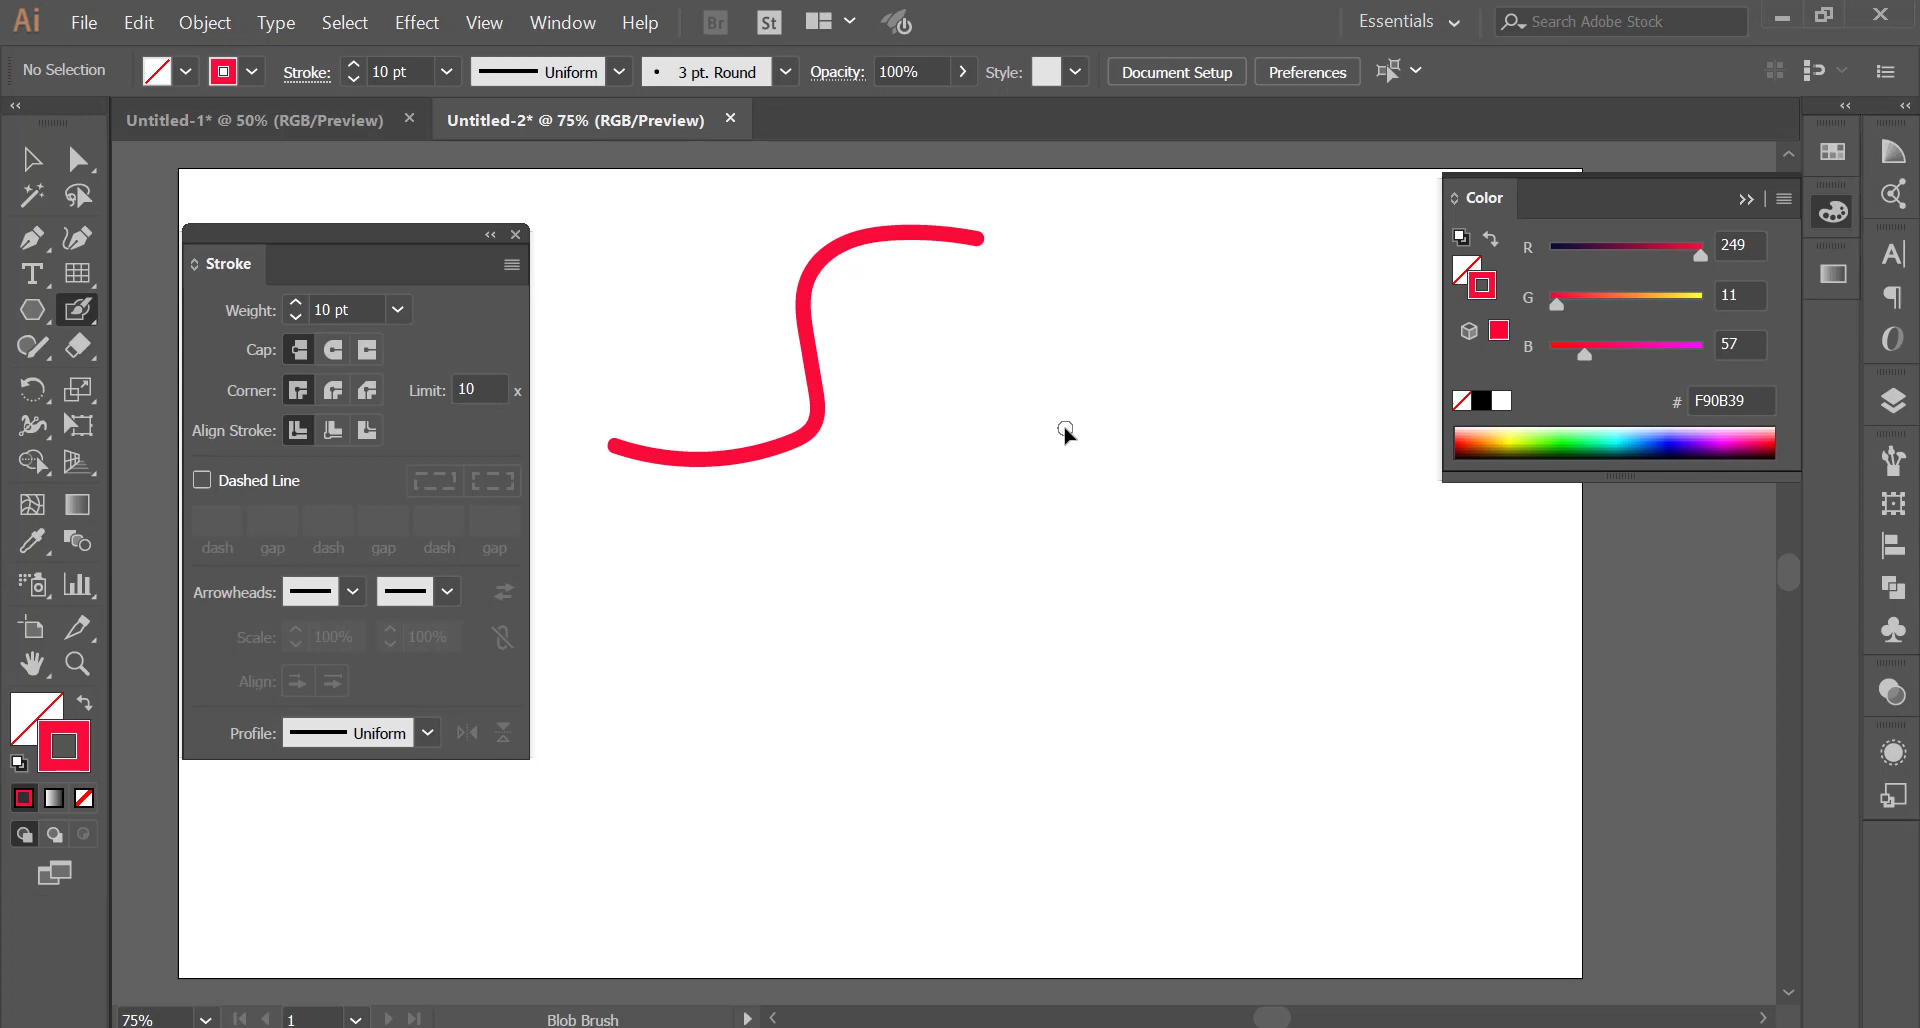 Ai File Edit Object Type Select Effect View Window Help Br St Essentials Search Adobe Stock
No Selection Stroke: 10 pt Uniform 3 pt. Round Opacity: 100% Style: Document Setup Preferences
Untitled-1* @ 50% (RGB/Preview) Untitled-2* @ 75% (RGB/Preview)
Stroke
Weight: 10 pt
Cap:
Corner: Limit: 10 x
Align Stroke:
Dashed Line
dash gap dash gap dash gap
Arrowheads:
Scale: 100% 100%
Align:
Profile: Uniform
Color
R 249
G 11
B 57
# F90B39
75% 1 Blob Brush